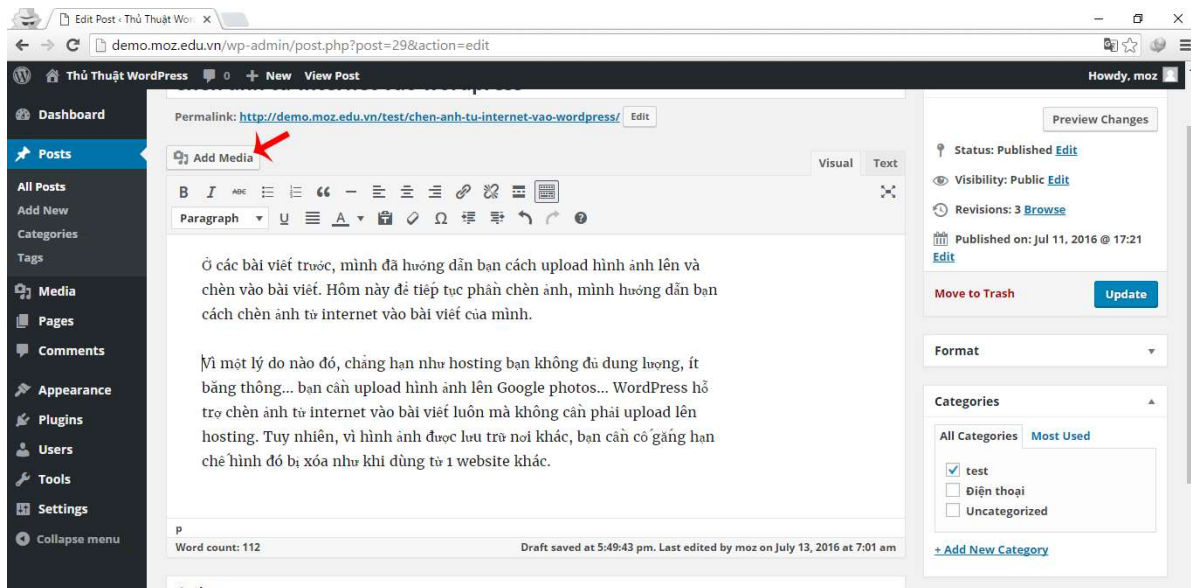 Edit Post ‹ Thủ Thuật Wor
demo.moz.edu.vn/wp-admin/post.php?post=29&action=edit
Thủ Thuật WordPress 0 + New View Post Howdy, moz
Dashboard
Posts
All Posts
Add New
Categories
Tags
Media
Pages
Comments
Appearance
Plugins
Users
Tools
Settings
Collapse menu
Permalink: http://demo.moz.edu.vn/test/chen-anh-tu-internet-vao-wordpress/ Edit
Add Media
Visual Text
B I ABC
Paragraph U A Ω
Ở các bài viết trước, mình đã hướng dẫn bạn cách upload hình ảnh lên và
chèn vào bài viết. Hôm này để tiếp tục phần chèn ảnh, mình hướng dẫn bạn
cách chèn ảnh từ internet vào bài viết của mình.
Vì một lý do nào đó, chẳng hạn như hosting bạn không đủ dung lượng, ít
băng thông... bạn cần upload hình ảnh lên Google photos... WordPress hỗ
trợ chèn ảnh từ internet vào bài viết luôn mà không cần phải upload lên
hosting. Tuy nhiên, vì hình ảnh được lưu trữ nơi khác, bạn cần cố gắng hạn
chế hình đó bị xóa như khi dùng từ 1 website khác.
p
Word count: 112 Draft saved at 5:49:43 pm. Last edited by moz on July 13, 2016 at 7:01 am
Preview Changes
Status: Published Edit
Visibility: Public Edit
Revisions: 3 Browse
Published on: Jul 11, 2016 @ 17:21
Edit
Move to Trash Update
Format
Categories
All Categories Most Used
test
Điện thoại
Uncategorized
+ Add New Category